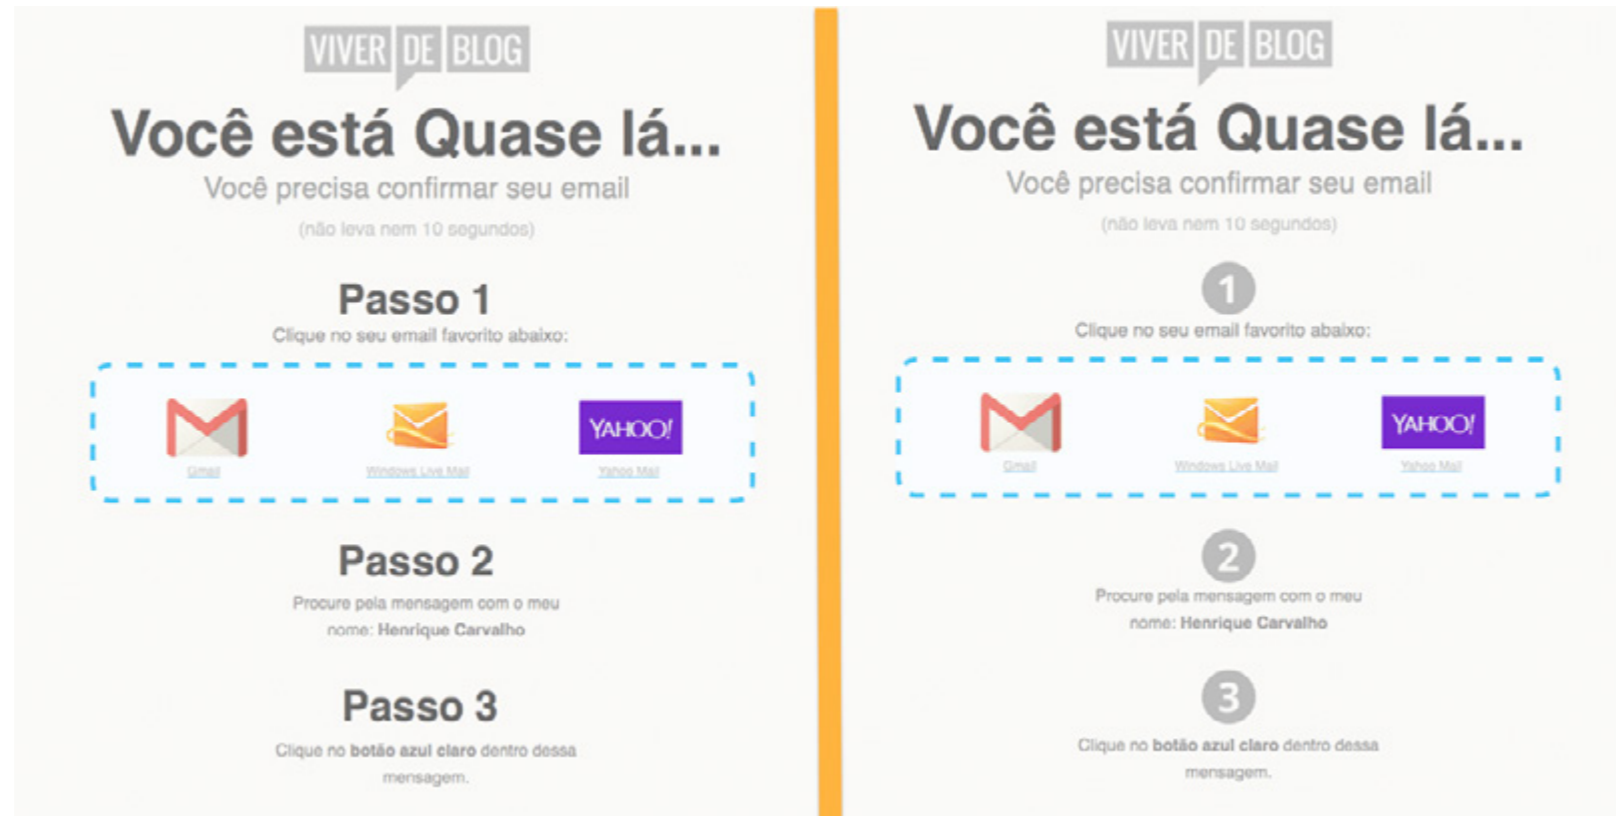 VIVER DE BLOG
Você está Quase lá...
Você precisa confirmar seu email
(não leva nem 10 segundos)
Passo 1
Clique no seu email favorito abaixo:
YAHOO!
Gmail
Windows Live Mail
Yahoo Mail
Passo 2
Procure pela mensagem com o meu
nome: Henrique Carvalho
Passo 3
Clique no botão azul claro dentro dessa
mensagem.
VIVER DE BLOG
Você está Quase lá...
Você precisa confirmar seu email
(não leva nem 10 segundos)
1
Clique no seu email favorito abaixo:
YAHOO!
Gmail
Windows Live Mail
Yahoo Mail
2
Procure pela mensagem com o meu
nome: Henrique Carvalho
3
Clique no botão azul claro dentro dessa
mensagem.